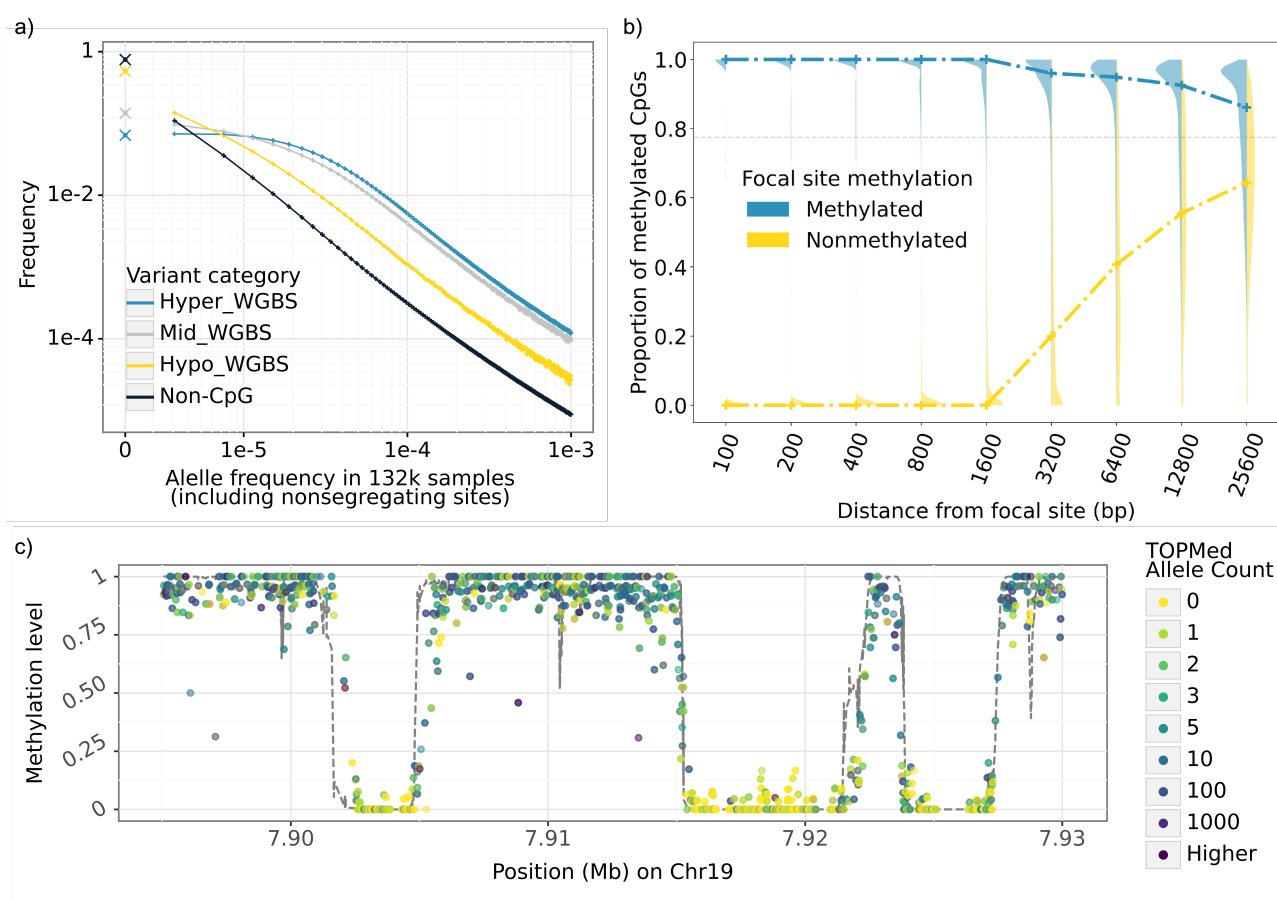 a)
1
1e-2
1e-4
Frequency
Variant category
Hyper_WGBS
Mid_WGBS
Hypo_WGBS
Non-CpG
0
1e-5
1e-4
1e-3
Alelle frequency in 132k samples
(including nonsegregating sites)
b)
1.0
0.8
0.6
0.4
0.2
0.0
Proportion of methylated CpGs
Focal site methylation
Methylated
Nonmethylated
100
200
400
800
1600
3200
6400
12800
25600
Distance from focal site (bp)
c)
1
0.75
0.50
0.25
0
Methylation level
7.90
7.91
7.92
7.93
Position (Mb) on Chr19
TOPMed
Allele Count
0
1
2
3
5
10
100
1000
Higher